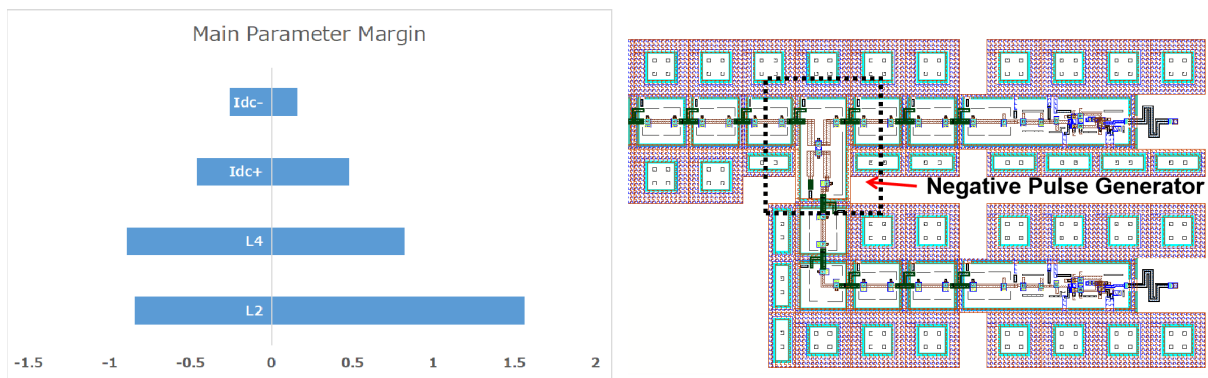 Main Parameter Margin
Idc-
Idc+
L4
L2
-1.5 -1 -0.5 0 0.5 1 1.5 2
Negative Pulse Generator